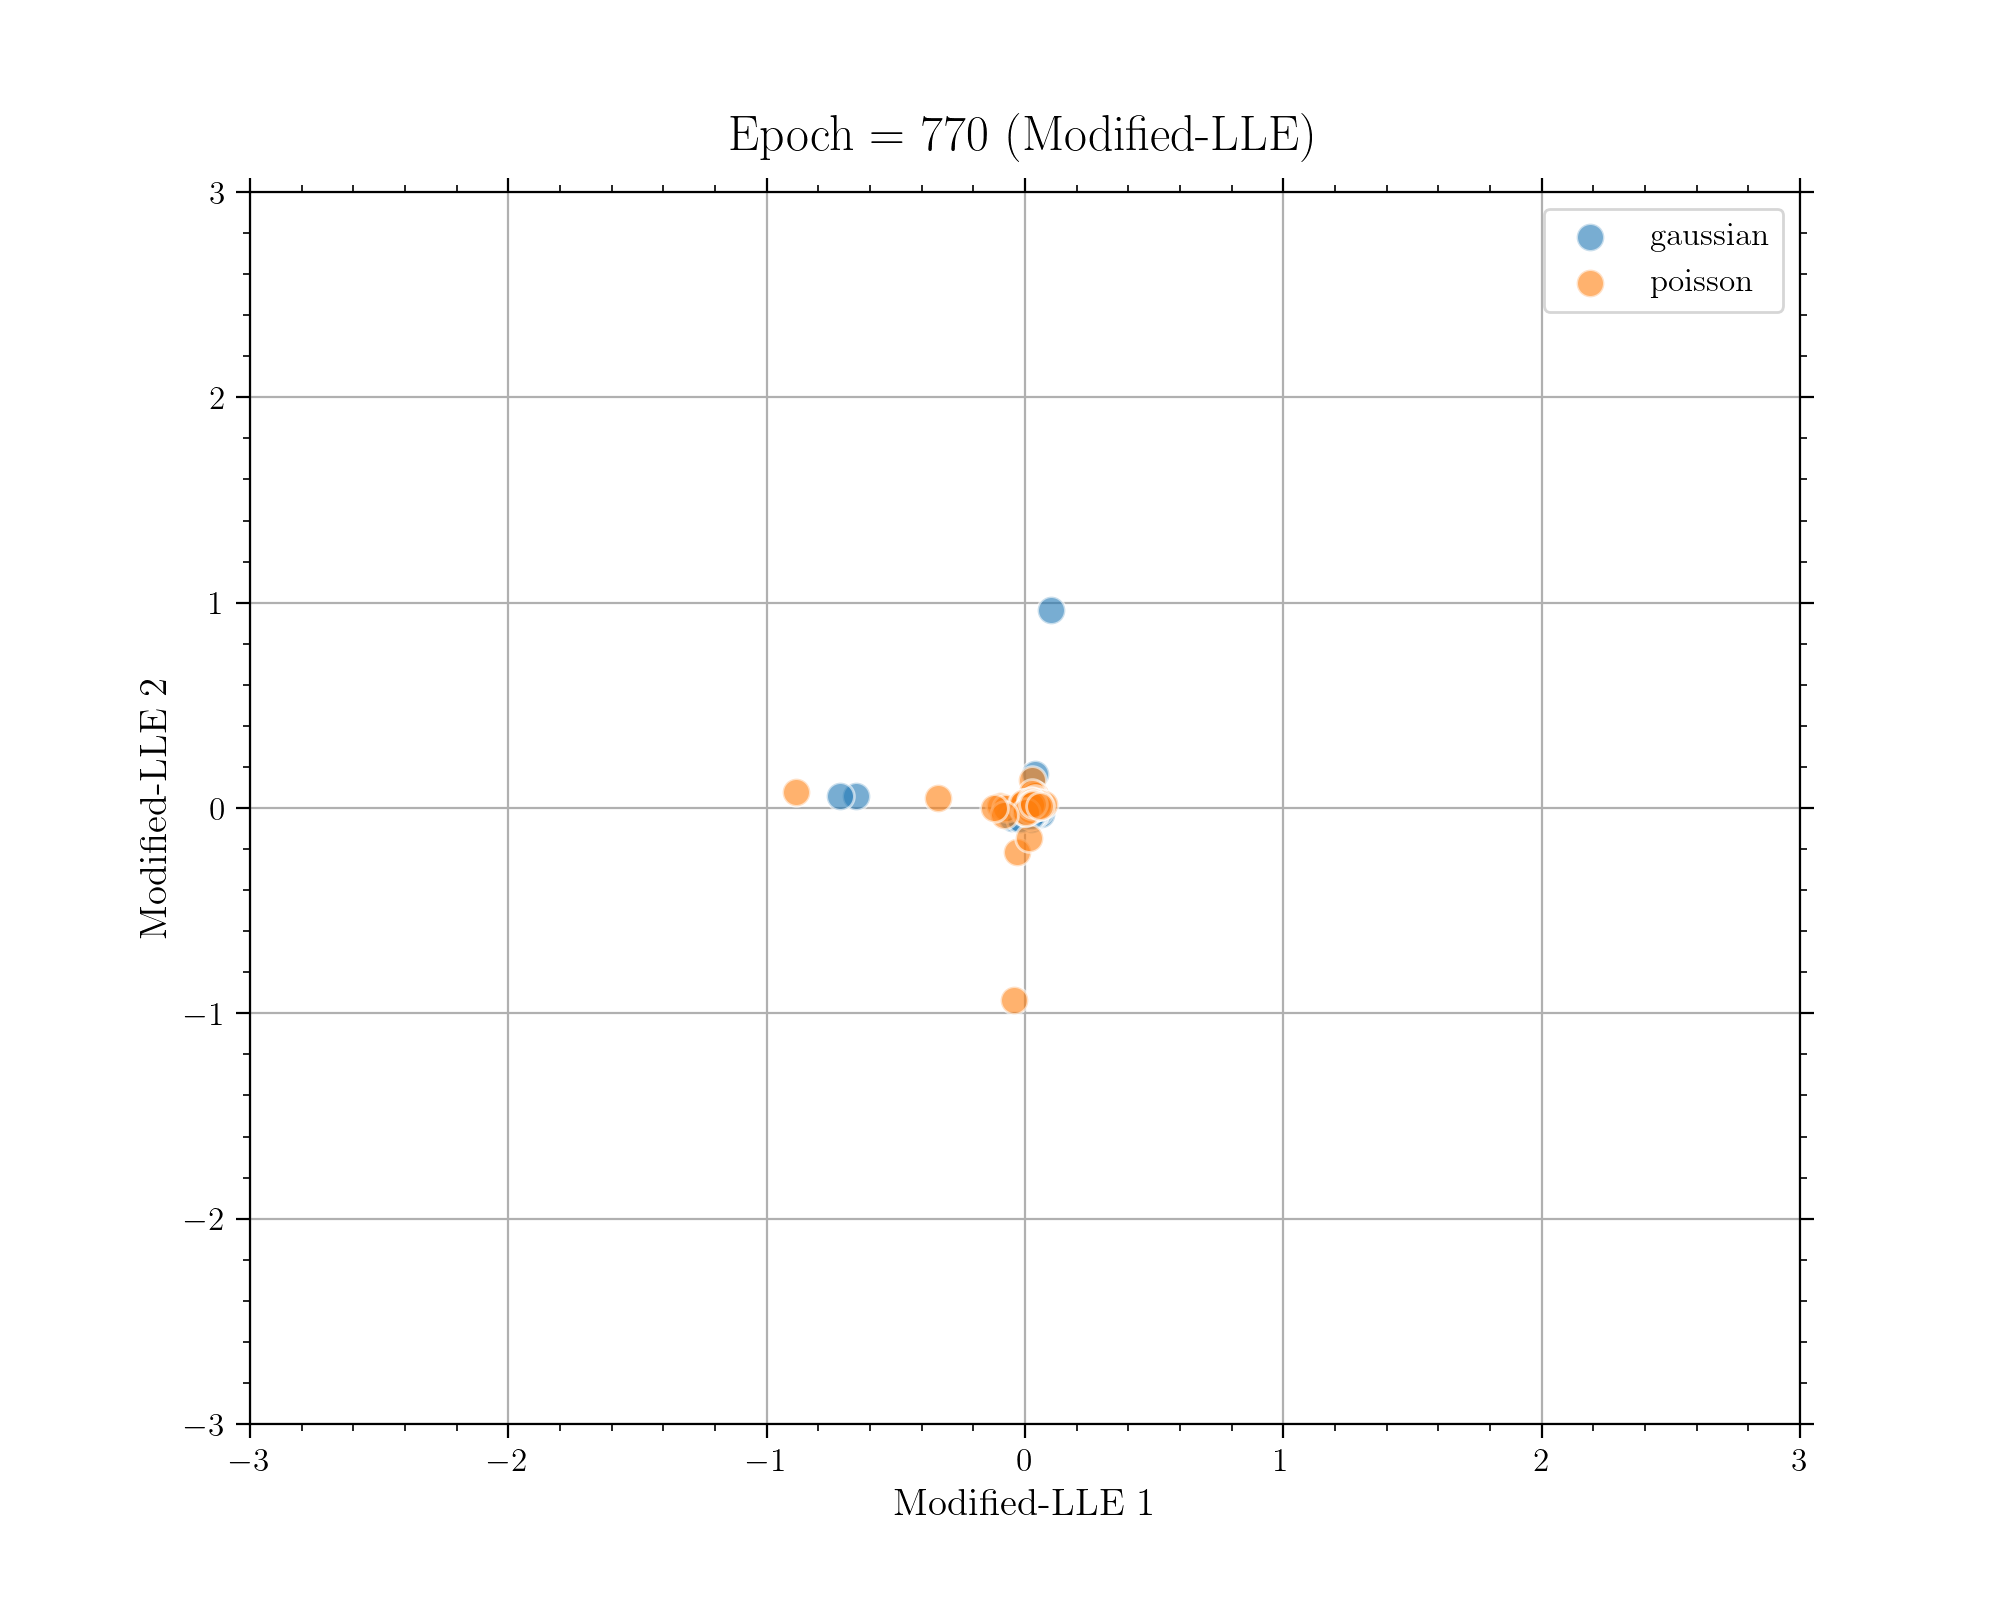 Epoch = 770 (Modified-LLE)
gaussian
poisson
3
2
1
0
−1
−2
−3
Modified-LLE 2
−3
−2
−1
0
1
2
3
Modified-LLE 1